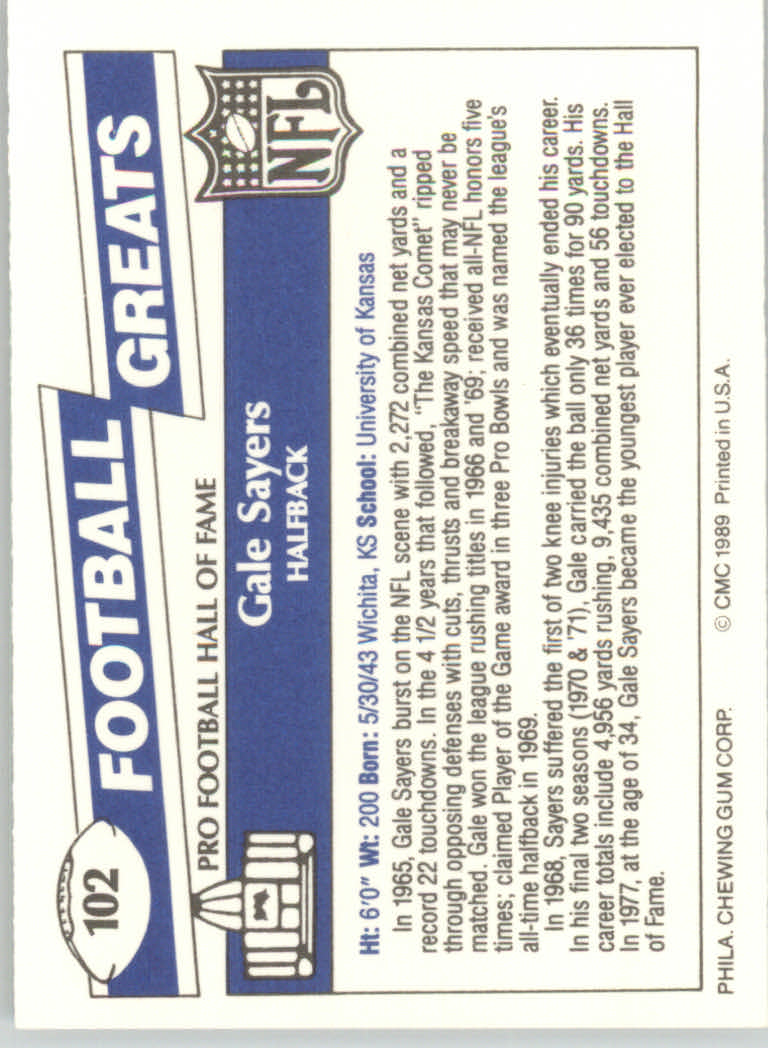 102
FOOTBALL
GREATS
PRO FOOTBALL HALL OF FAME
NFL
Gale Sayers
HALFBACK
Ht: 6'0" Wt: 200 Born: 5/30/43 Wichita, KS School: University of Kansas
In 1965, Gale Sayers burst on the NFL scene with 2,272 combined net yards and a
record 22 touchdowns. In the 4 1/2 years that followed, "The Kansas Comet" ripped
through opposing defenses with cuts, thrusts and breakaway speed that may never be
matched. Gale won the league rushing titles in 1966 and '69; received all-NFL honors five
times; claimed Player of the Game award in three Pro Bowls and was named the league's
all-time halfback in 1969.
In 1968, Sayers suffered the first of two knee injuries which eventually ended his career.
In his final two seasons (1970 & '71), Gale carried the ball only 36 times for 90 yards. His
career totals include 4,956 yards rushing, 9,435 combined net yards and 56 touchdowns.
In 1977, at the age of 34, Gale Sayers became the youngest player ever elected to the Hall
of Fame.
PHILA. CHEWING GUM CORP. © CMC 1989 Printed in U.S.A.